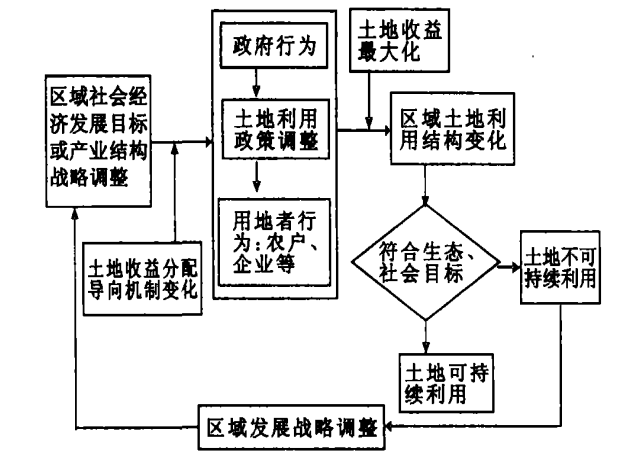 政府行为
土地利用
政策调整
用地者行
为:农户、
企业等
土地收益
最大化
区域社会经
济发展目标
或产业结构
战略调整
区域土地利
用结构变化
土地收益分配
导向机制变化
符合生态、
社会目标
土地不可
持续利用
土地可持
续利用
区域发展战略调整